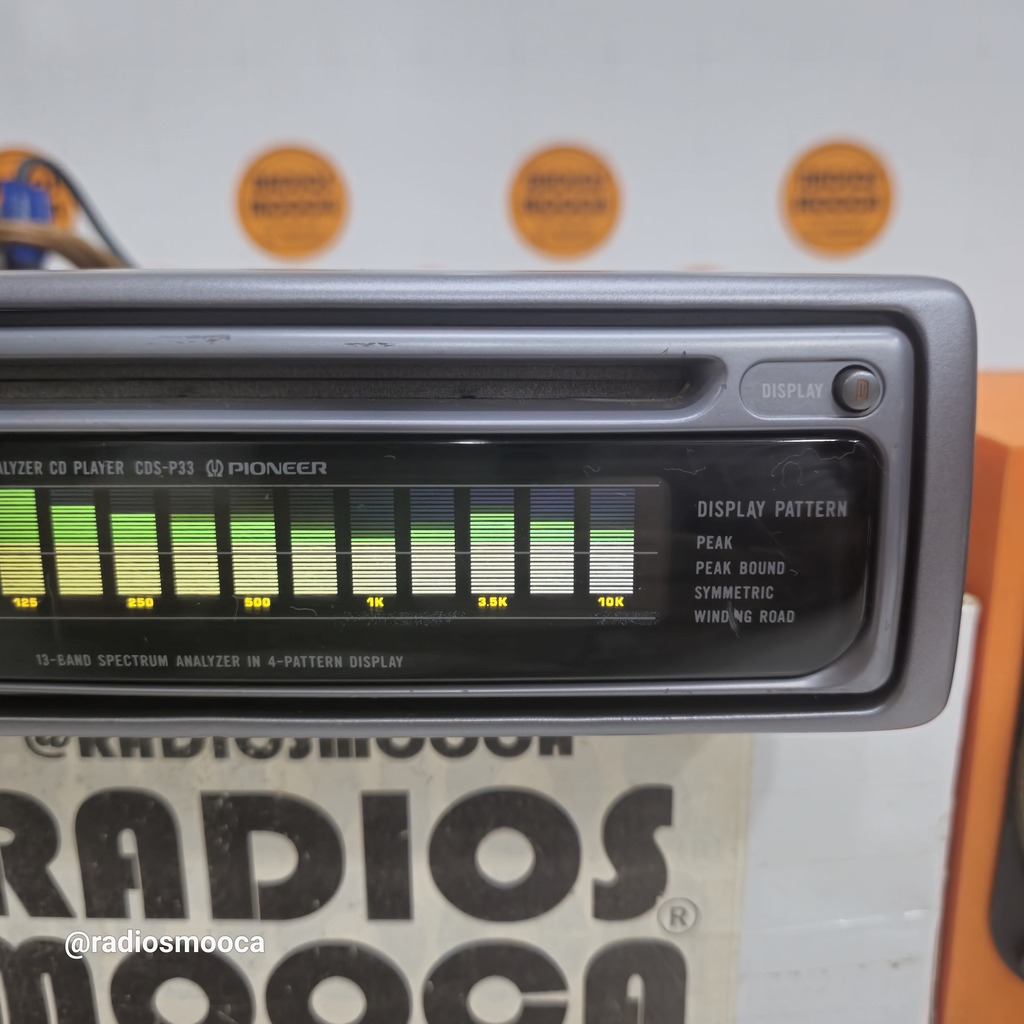 DISPLAY
ALYZER CD PLAYER CDS-P33 PIONEER
DISPLAY PATTERN
PEAK
PEAK BOUND
SYMMETRIC
WINDING ROAD
125 250 500 1K 3.5K 10K
13-BAND SPECTRUM ANALYZER IN 4-PATTERN DISPLAY
@RADIOSMOOCA
RADIOS
®
@radiosmooca
MOOCA